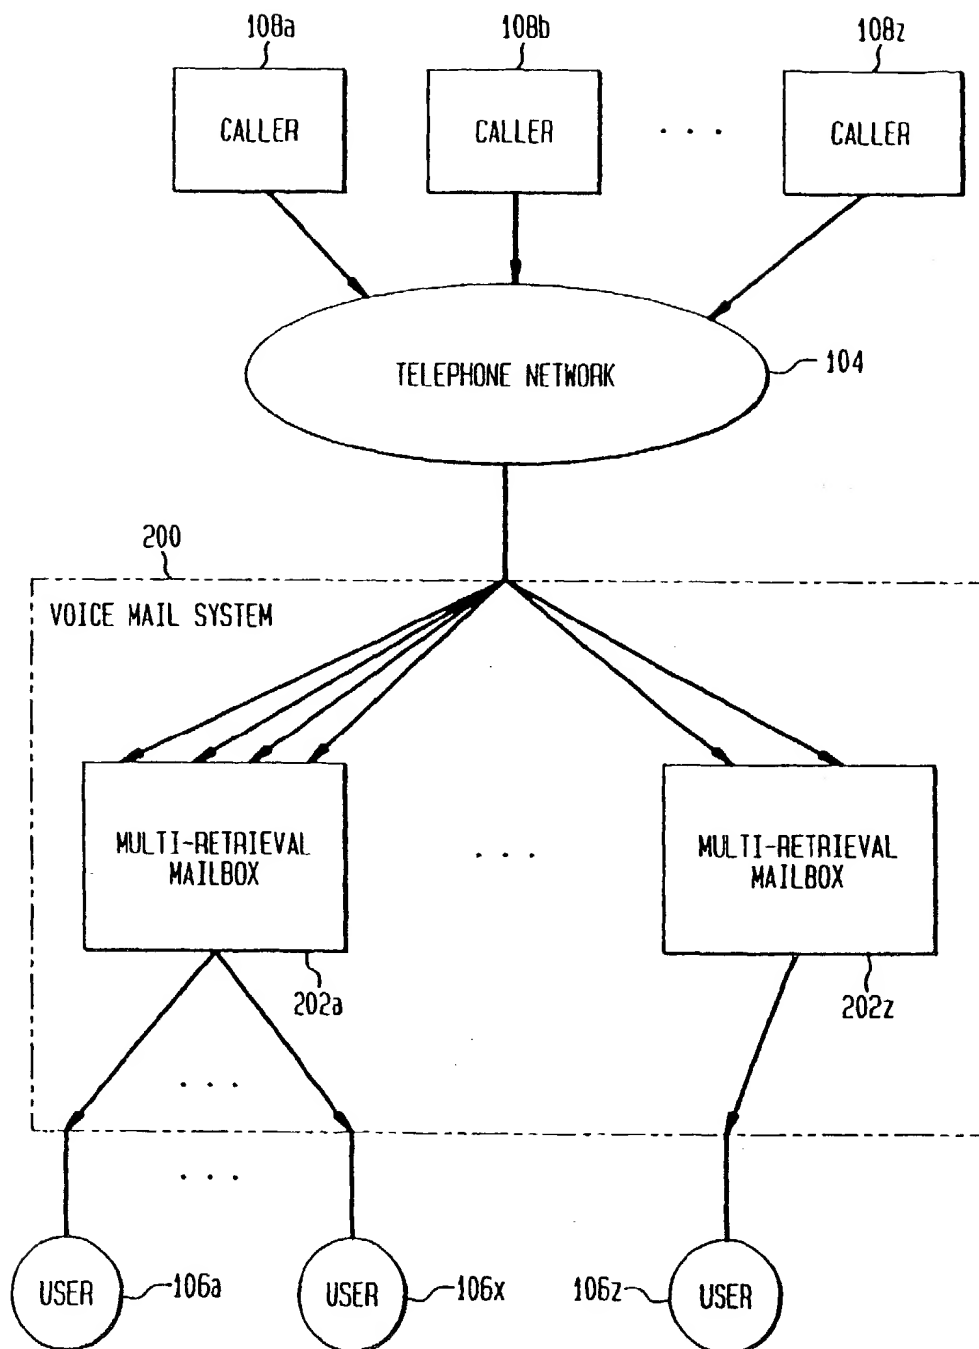 108a
108b
108z
CALLER
CALLER
. . .
CALLER
TELEPHONE NETWORK
104
200
VOICE MAIL SYSTEM
MULTI-RETRIEVAL
MAILBOX
. . .
MULTI-RETRIEVAL
MAILBOX
202a
202z
. . .
. . .
USER
106a
USER
106x
106z
USER